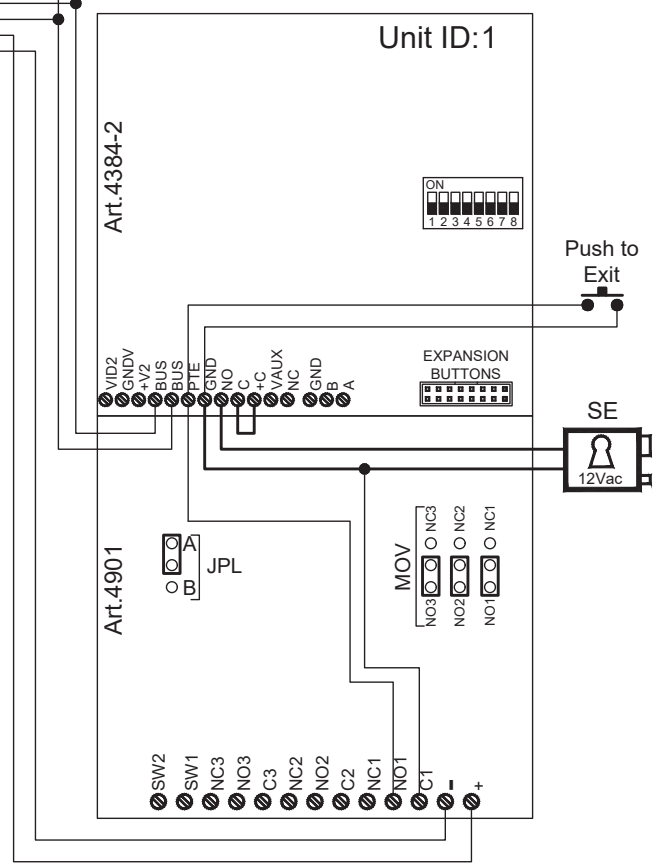 Unit ID:1
Art.4384-2
ON
1 2 3 4 5 6 7 8
Push to
Exit
VID2
GNDV
+V2
BUS
BUS
PTE
GND
NO
C
+C
VAUX
NC
GND
B
A
EXPANSION
BUTTONS
SE
12Vac
Art.4901
A
B
JPL
MOV
NC3
NC2
NC1
NO3
NO2
NO1
SW2
SW1
NC3
NO3
C3
NC2
NO2
C2
NC1
NO1
C1
-
+